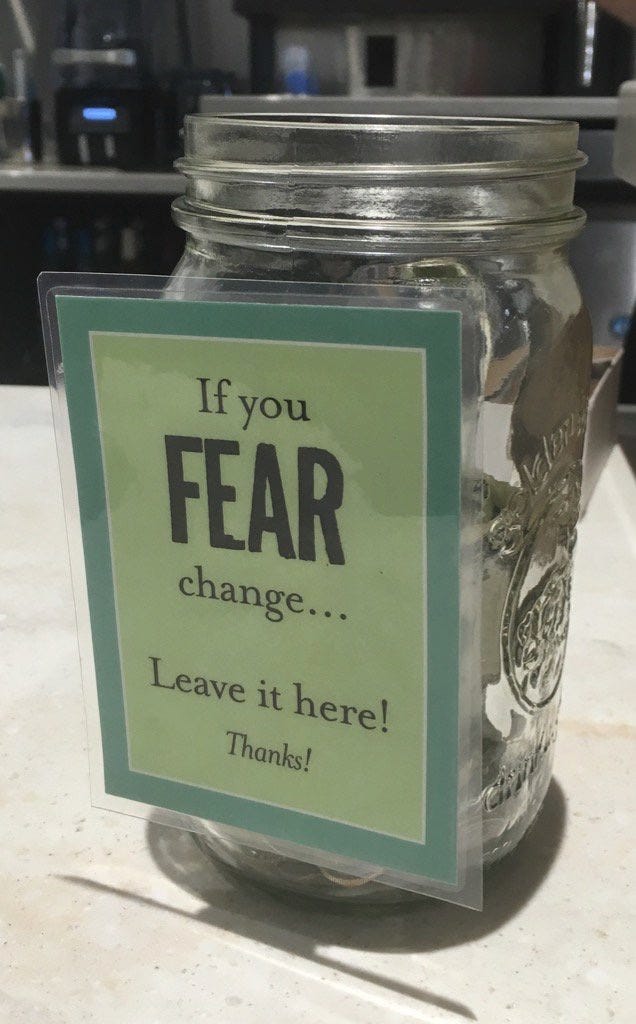 If you
FEAR
change...
Leave it here!
Thanks!